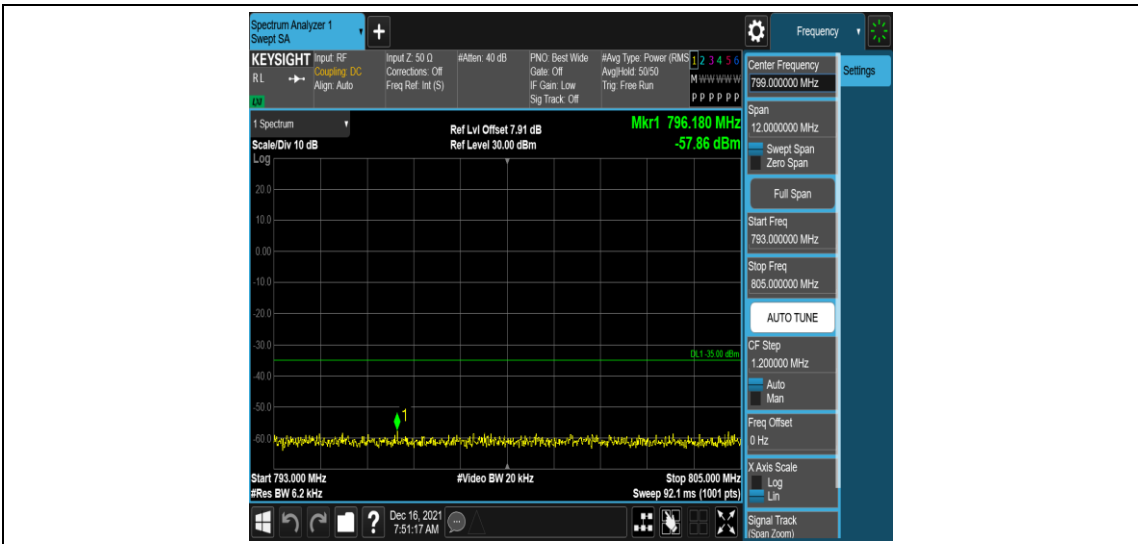 Spectrum Analyzer 1
Swept SA
+
Frequency
KEYSIGHT
RL
LXI
Input: RF
Coupling: DC
Align: Auto
Input Z: 50 Ω
Corrections: Off
Freq Ref: Int (S)
#Atten: 40 dB
PNO: Best Wide
Gate: Off
IF Gain: Low
Sig Track: Off
#Avg Type: Power (RMS
Avg|Hold: 50/50
Trig: Free Run
1 2 3 4 5 6
M W W W W W
P P P P P P
1 Spectrum
Ref Lvl Offset 7.91 dB
Mkr1 796.180 MHz
Scale/Div 10 dB
Ref Level 30.00 dBm
-57.86 dBm
Log
20.0
10.0
0.00
-10.0
-20.0
-30.0
DL1 -35.00 dBm
-40.0
-50.0
1
-60.0
Start 793.000 MHz
#Video BW 20 kHz
Stop 805.000 MHz
#Res BW 6.2 kHz
Sweep 92.1 ms (1001 pts)
Center Frequency
799.000000 MHz
Settings
Span
12.0000000 MHz
Swept Span
Zero Span
Full Span
Start Freq
793.000000 MHz
Stop Freq
805.000000 MHz
AUTO TUNE
CF Step
1.200000 MHz
Auto
Man
Freq Offset
0 Hz
X Axis Scale
Log
Lin
Signal Track
(Span Zoom)
?
Dec 16, 2021
7:51:17 AM